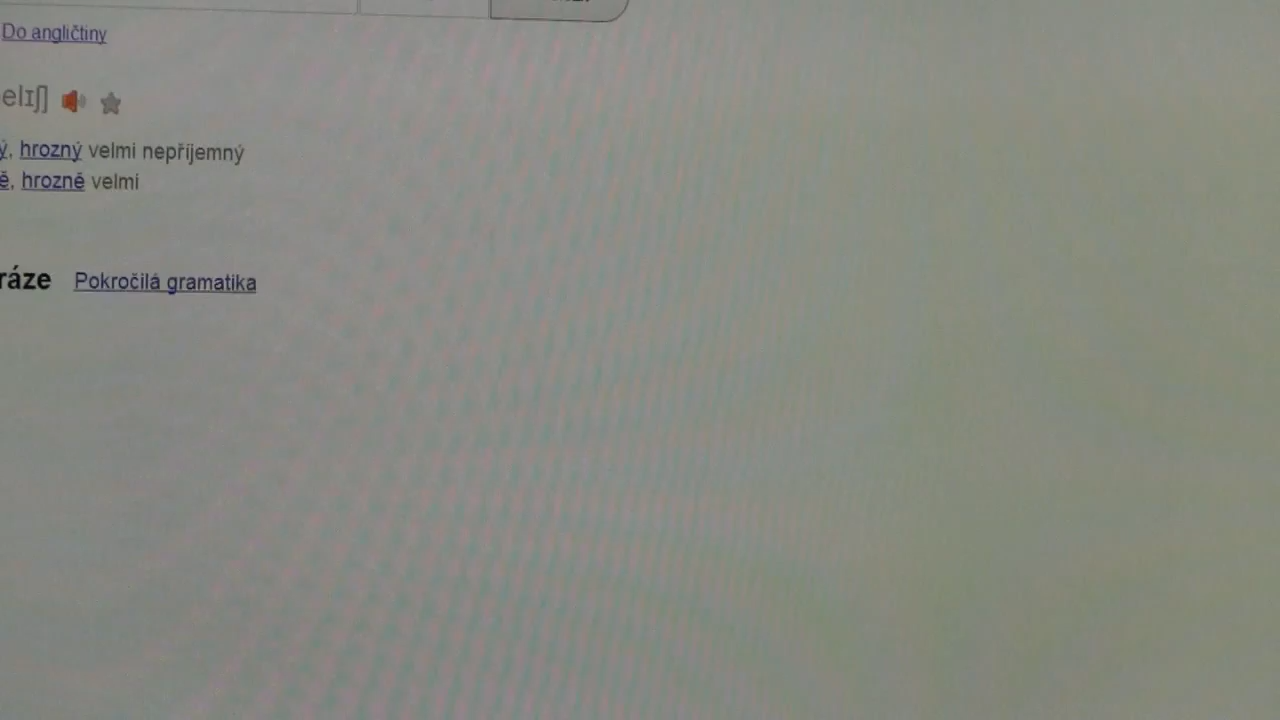 Do angličtiny
elɪʃ]
ý, hrozný velmi nepříjemný
ě, hrozně velmi
ráze Pokročilá gramatika